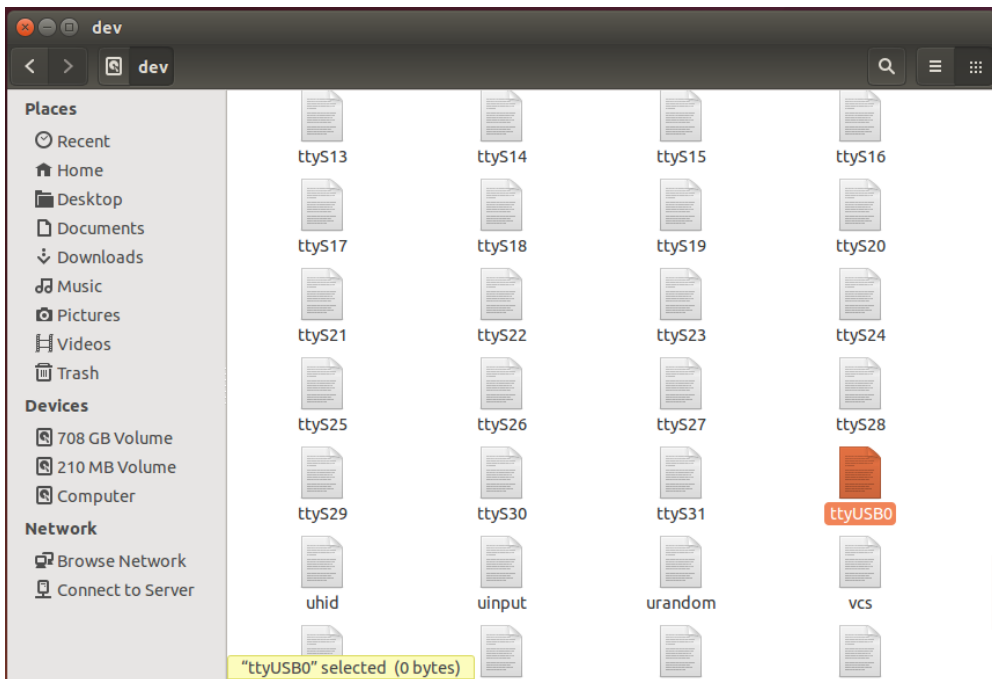 dev
dev
Places
Recent
Home
Desktop
Documents
Downloads
Music
Pictures
Videos
Trash
Devices
708 GB Volume
210 MB Volume
Computer
Network
Browse Network
Connect to Server
ttyS13 ttyS14 ttyS15 ttyS16
ttyS17 ttyS18 ttyS19 ttyS20
ttyS21 ttyS22 ttyS23 ttyS24
ttyS25 ttyS26 ttyS27 ttyS28
ttyS29 ttyS30 ttyS31 ttyUSB0
uhid uinput urandom vcs
“ttyUSB0” selected (0 bytes)